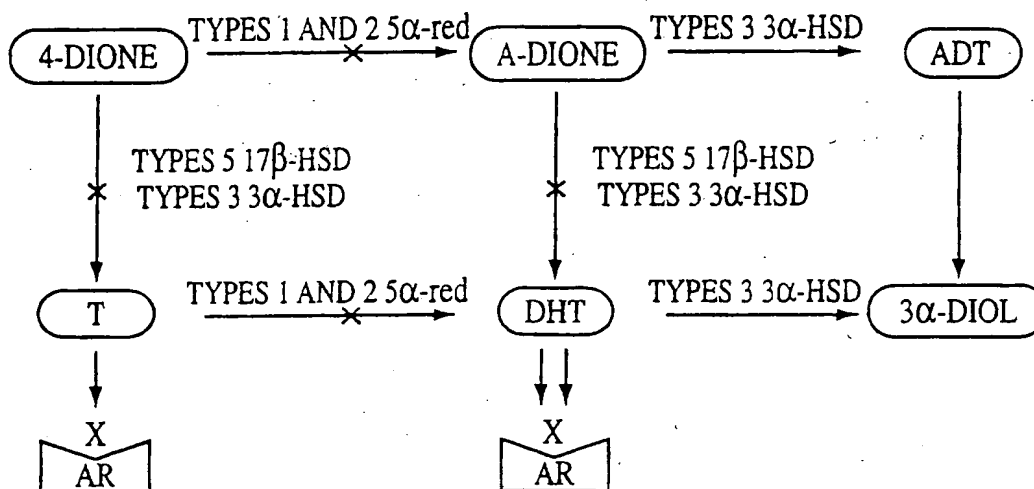 TYPES 1 AND 2 5α-red
TYPES 3 3α-HSD
4-DIONE
A-DIONE
ADT
TYPES 5 17β-HSD
TYPES 3 3α-HSD
TYPES 5 17β-HSD
TYPES 3 3α-HSD
TYPES 1 AND 2 5α-red
TYPES 3 3α-HSD
T
DHT
3α-DIOL
X
AR
X
AR